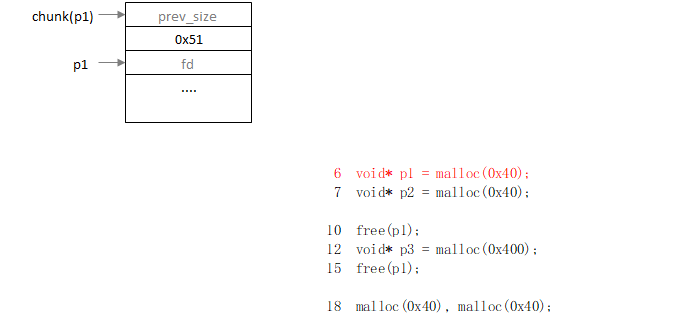 chunk(p1)
prev_size
0x51
p1
fd
....
6 void* p1 = malloc(0x40);
7 void* p2 = malloc(0x40);
10 free(p1);
12 void* p3 = malloc(0x400);
15 free(p1);
18 malloc(0x40), malloc(0x40);